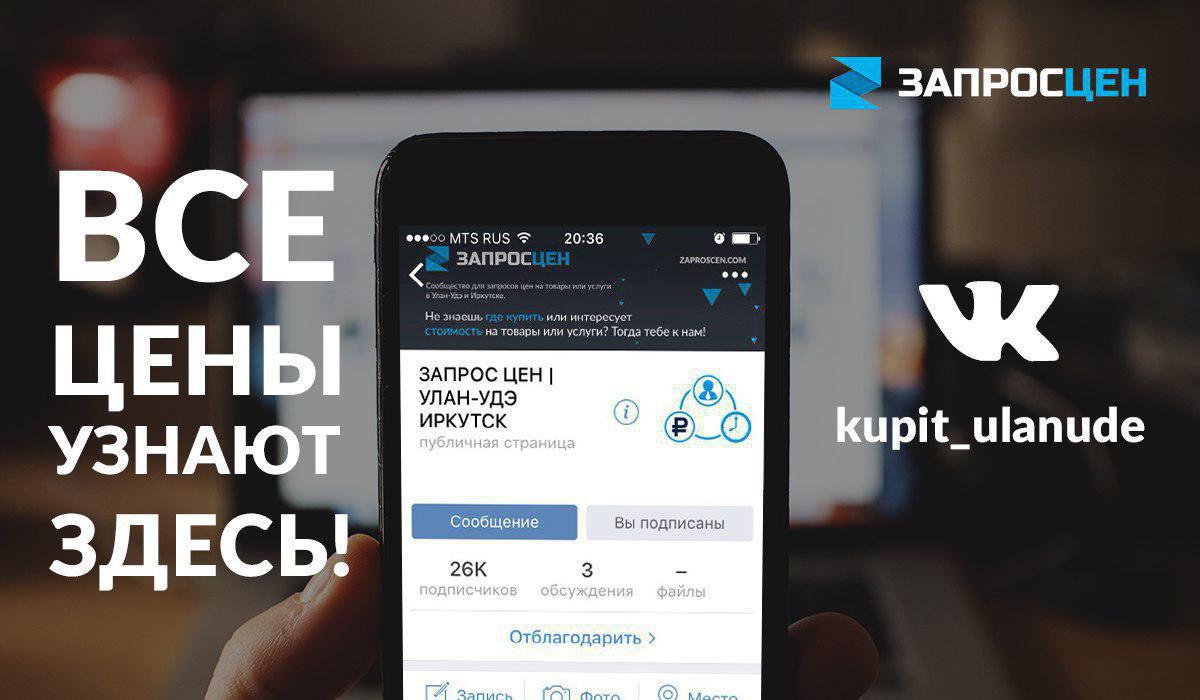 ВСЕ
ЦЕНЫ
УЗНАЮТ
ЗДЕСЬ!
MTS RUS 20:36
ЗАПРОСЦЕН
ZAPROSCEN.COM
Сообщество для запросов цен на товары или услуги
в Улан-Удэ и Иркутске.
Не знаешь где купить или интересует
стоимость на товары или услуги? Тогда тебе к нам!
ЗАПРОС ЦЕН |
УЛАН-УДЭ
ИРКУТСК
публичная страница
Сообщение
Вы подписаны
26K 3 –
подписчиков обсуждения файлы
Отблагодарить >
Запись Фото Место
ЗАПРОСЦЕН
VK
kupit_ulanude